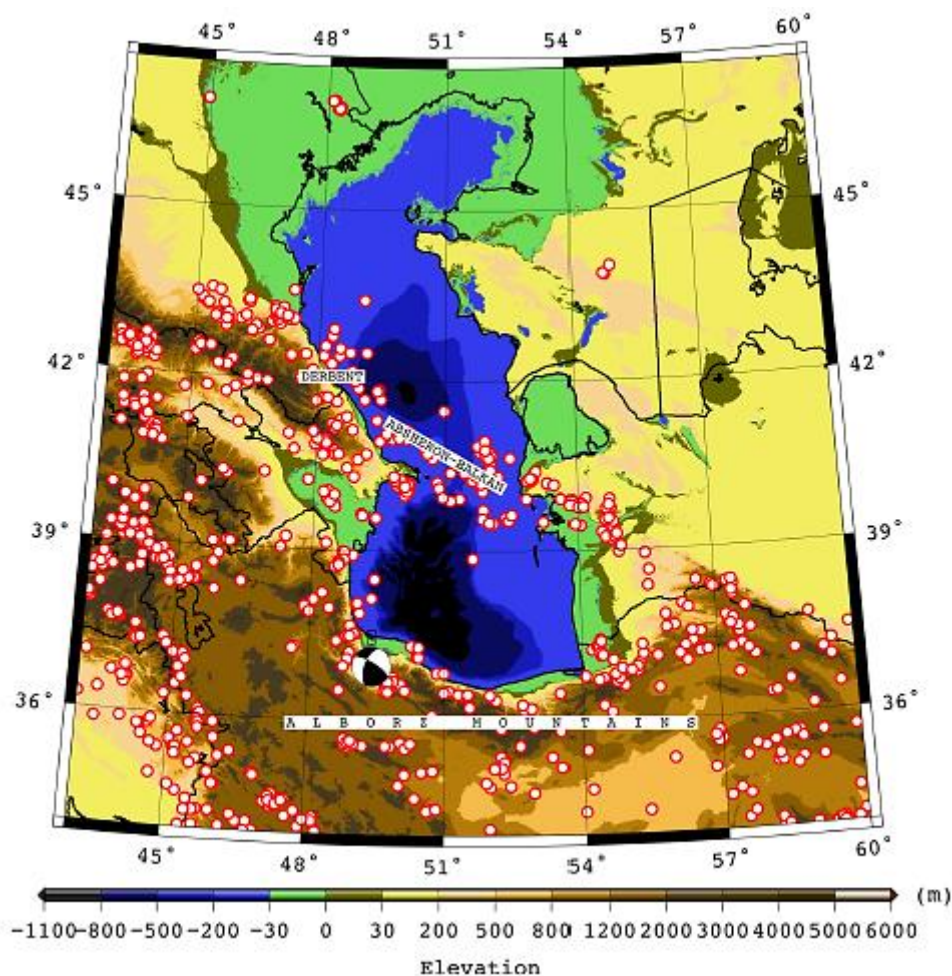 45° 48° 51° 54° 57° 60°
45° 45°
42° 42°
DERBENT
ABSHERON-BALKAN
39° 39°
36° 36°
ALBORZ MOUNTAINS
45° 48° 51° 54° 57° 60°
(m)
-1100 -800 -500 -200 -30 0 30 200 500 800 1200 2000 3000 4000 5000 6000
Elevation